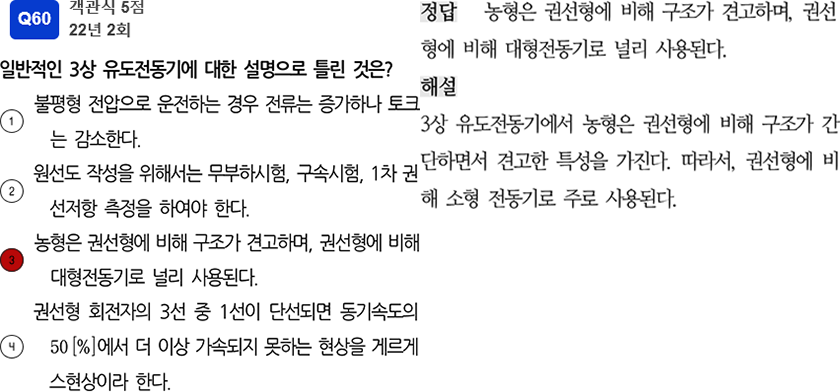 Q60
객관식 5점
22년 2회
일반적인 3상 유도전동기에 대한 설명으로 틀린 것은?
1 불평형 전압으로 운전하는 경우 전류는 증가하나 토크
는 감소한다.
2 원선도 작성을 위해서는 무부하시험, 구속시험, 1차 권
선저항 측정을 하여야 한다.
3 농형은 권선형에 비해 구조가 견고하며, 권선형에 비해
대형전동기로 널리 사용된다.
권선형 회전자의 3선 중 1선이 단선되면 동기속도의
4 50[%]에서 더 이상 가속되지 못하는 현상을 게르게
스현상이라 한다.
정답 농형은 권선형에 비해 구조가 견고하며, 권선
형에 비해 대형전동기로 널리 사용된다.
해설
3상 유도전동기에서 농형은 권선형에 비해 구조가 간
단하면서 견고한 특성을 가진다. 따라서, 권선형에 비
해 소형 전동기로 주로 사용된다.